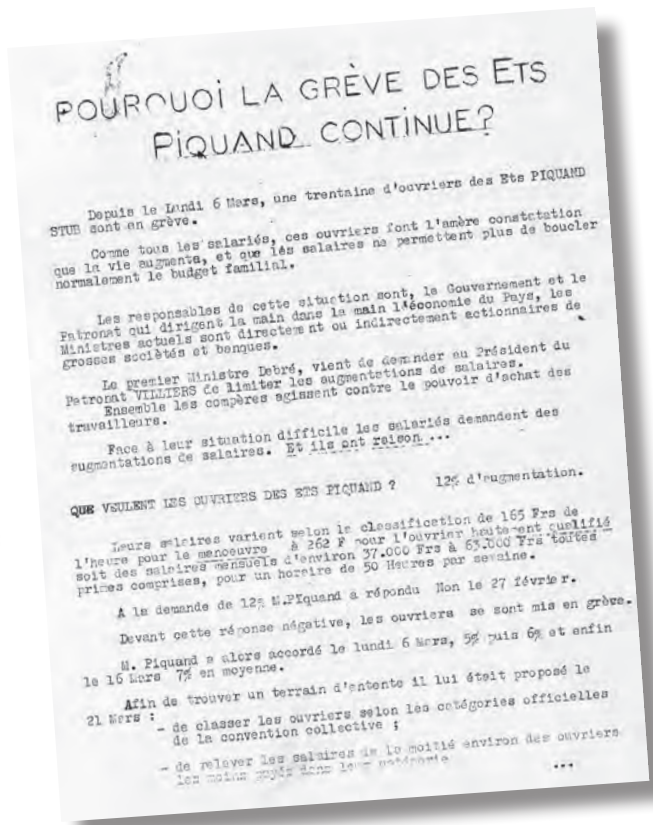 POURQUOI LA GRÈVE DES ETS
PIQUAND CONTINUE?
Depuis le Lundi 6 Mars, une trentaine d'ouvriers des Ets PIQUAND
STUB sont en grève.
Comme tous les salariés, ces ouvriers font l'amère constatation
que la vie augmente, et que les salaires ne permettent plus de boucler
normalement le budget familial.
Les responsables de cette situation sont, le Gouvernement et le
Patronat qui dirigent la main dans la main l'économie du Pays, les
Ministres actuels sont directement ou indirectement actionnaires de
grosses sociétés et banques.
Le premier Ministre Debré, vient de demander au Président du
Patronat VILLIERS de limiter les augmentations de salaires.
Ensemble les compères agissent contre le pouvoir d'achat des
travailleurs.
Face à leur situation difficile les salariés demandent des
augmentations de salaires. Et ils ont raison ...
QUE VEULENT LES OUVRIERS DES ETS PIQUAND ? 12% d'augmentation.
Leurs salaires varient selon la classification de 165 Frs de
l'heure pour le manoeuvre à 262 F pour l'ouvrier hautement qualifié
soit des salaires mensuels d'environ 37.000 Frs à 63.000 Frs toutes
primes comprises, pour un horaire de 50 Heures par semaine.
A la demande de 12% M.PIquand a répondu Non le 27 février.
Devant cette réponse négative, les ouvriers se sont mis en grève.
M. Piquand a alors accordé le lundi 6 Mars, 5% puis 6% et enfin
le 16 Mars 7% en moyenne.
Afin de trouver un terrain d'entente il lui était proposé le
21 Mars :
- de classer les ouvriers selon les catégories officielles
de la convention collective ;
- de relever les salaires de la moitié environ des ouvriers
les moins payés dans leur catégorie
...